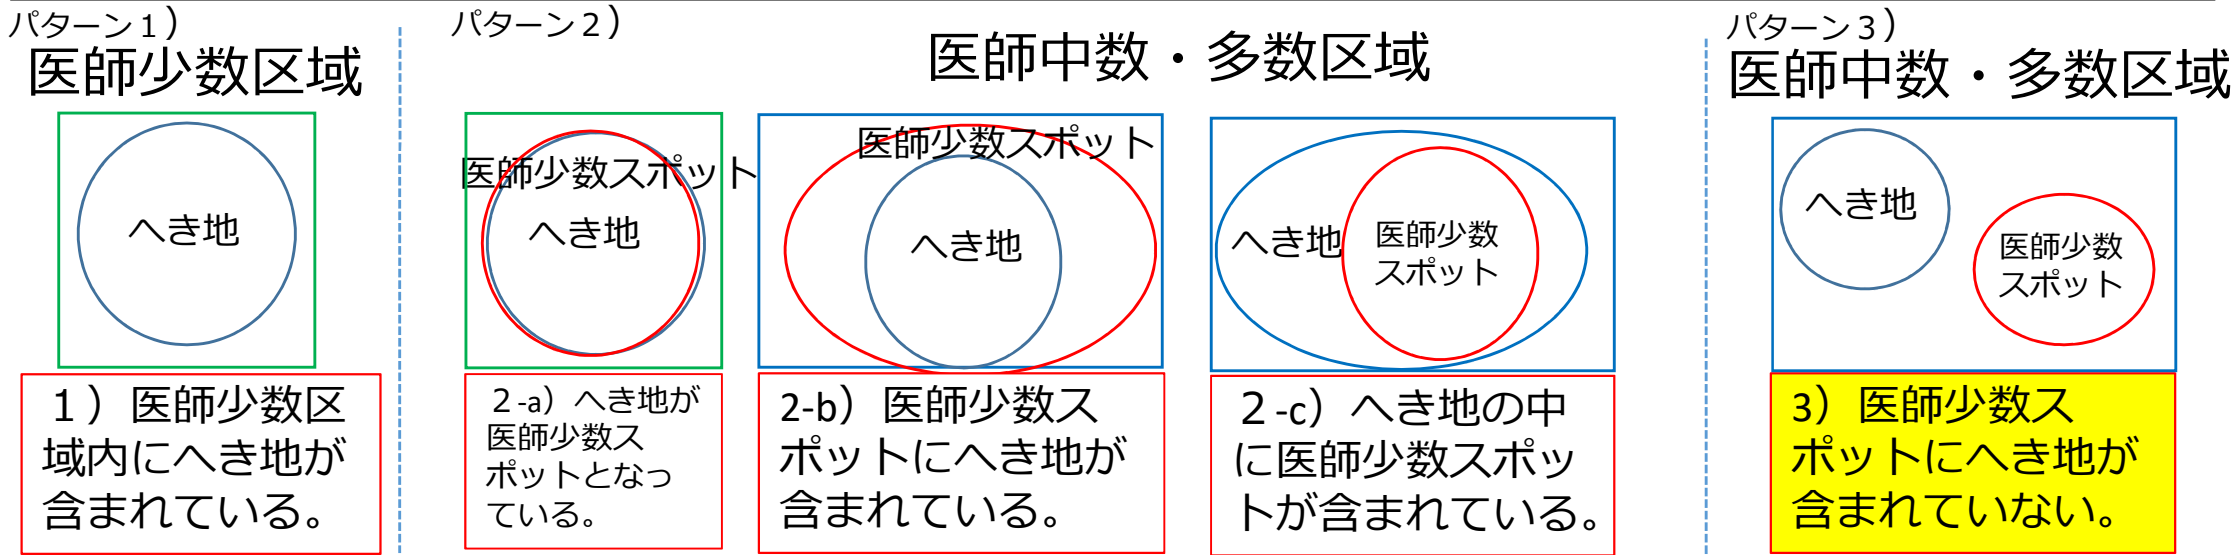 パターン１）
医師少数区域
へき地
１）医師少数区
域内にへき地が
含まれている。
パターン２）
医師中数・多数区域
医師少数スポット
へき地
２-a）へき地が
医師少数ス
ポットとなっ
ている。
医師少数スポット
へき地
2-b）医師少数ス
ポットにへき地が
含まれている。
へき地
医師少数
スポット
２-c）へき地の中
に医師少数スポッ
トが含まれている。
パターン３）
医師中数・多数区域
へき地
医師少数
スポット
3）医師少数ス
ポットにへき地が
含まれていない。